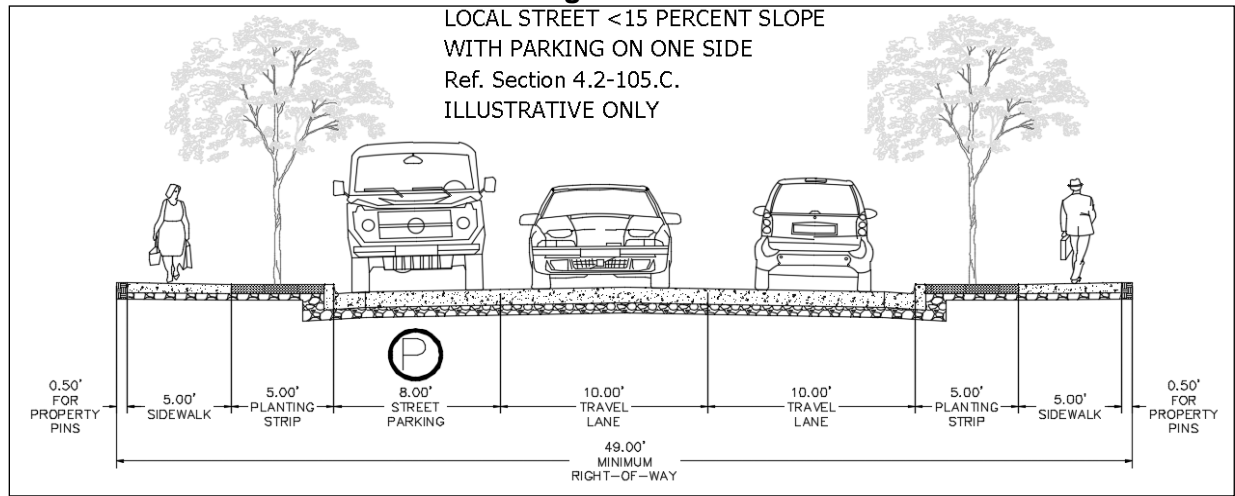 LOCAL STREET <15 PERCENT SLOPE
WITH PARKING ON ONE SIDE
Ref. Section 4.2-105.C.
ILLUSTRATIVE ONLY
P
0.50'
FOR
PROPERTY
PINS
5.00'
SIDEWALK
5.00'
PLANTING
STRIP
8.00'
STREET
PARKING
10.00'
TRAVEL
LANE
10.00'
TRAVEL
LANE
5.00'
PLANTING
STRIP
5.00'
SIDEWALK
0.50'
FOR
PROPERTY
PINS
49.00'
MINIMUM
RIGHT-OF-WAY